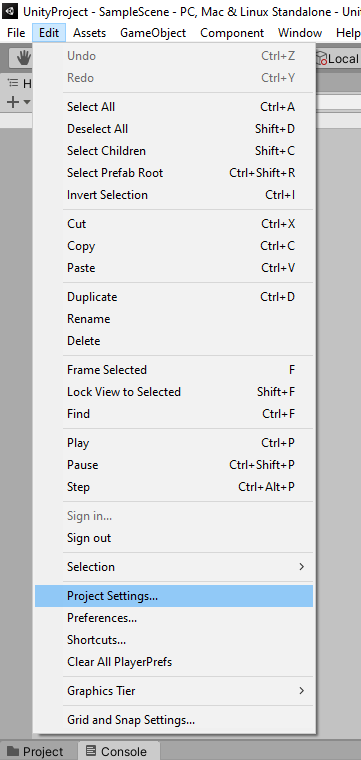 UnityProject - SampleScene - PC, Mac & Linux Standalone - Unity
File Edit Assets GameObject Component Window Help
Local
Undo Ctrl+Z
Redo Ctrl+Y
Select All Ctrl+A
Deselect All Shift+D
Select Children Shift+C
Select Prefab Root Ctrl+Shift+R
Invert Selection Ctrl+I
Cut Ctrl+X
Copy Ctrl+C
Paste Ctrl+V
Duplicate Ctrl+D
Rename
Delete
Frame Selected F
Lock View to Selected Shift+F
Find Ctrl+F
Play Ctrl+P
Pause Ctrl+Shift+P
Step Ctrl+Alt+P
Sign in...
Sign out
Selection
Project Settings...
Preferences...
Shortcuts...
Clear All PlayerPrefs
Graphics Tier
Grid and Snap Settings...
Project Console